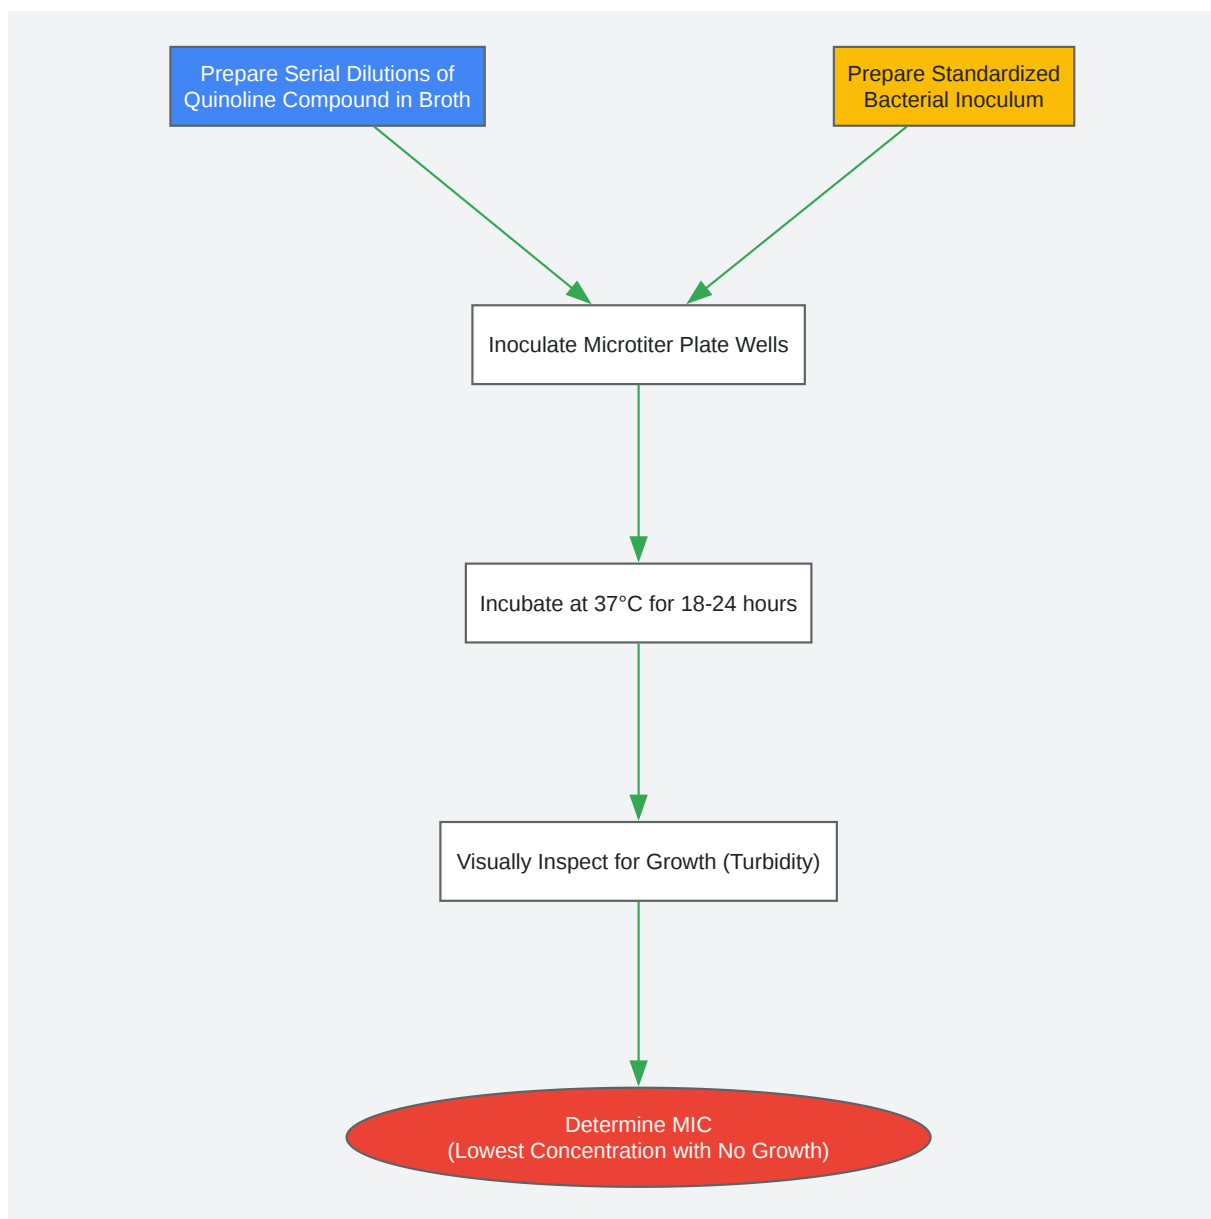 Prepare Serial Dilutions of
Quinoline Compound in Broth
Prepare Standardized
Bacterial Inoculum
Inoculate Microtiter Plate Wells
Incubate at 37°C for 18-24 hours
Visually Inspect for Growth (Turbidity)
Determine MIC
(Lowest Concentration with No Growth)